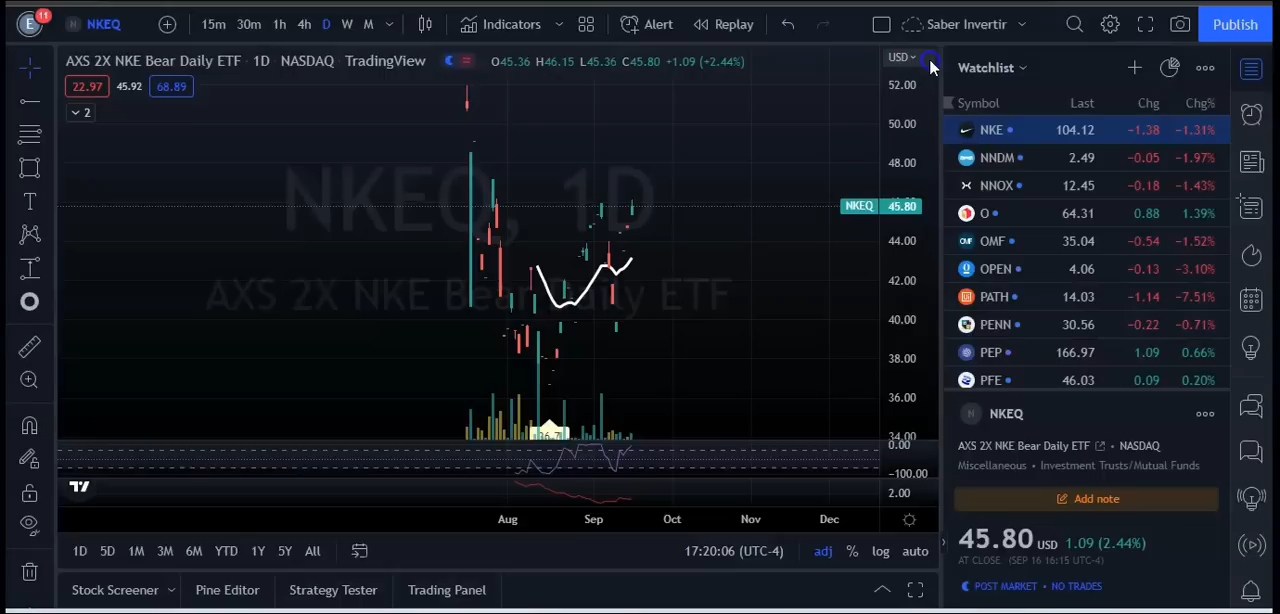 E 11 N NKEQ 15m 30m 1h 4h D W M Indicators Alert Replay Saber Invertir Publish
AXS 2X NKE Bear Daily ETF · 1D · NASDAQ · TradingView O45.36 H46.15 L45.36 C45.80 +1.09 (+2.44%)
22.97 45.92 68.89
2
NKEQ, 1D
AXS 2X NKE Bear Daily ETF
USD
52.00
50.00
48.00
NKEQ 45.80
44.00
42.00
40.00
38.00
36.00
34.00
0.00
−100.00
2.00
Aug Sep Oct Nov Dec
1D 5D 1M 3M 6M YTD 1Y 5Y All 17:20:06 (UTC-4) adj % log auto
Stock Screener Pine Editor Strategy Tester Trading Panel
Watchlist
Symbol Last Chg Chg%
NKE 104.12 −1.38 −1.31%
NNDM 2.49 −0.05 −1.97%
NNOX 12.45 −0.18 −1.43%
O 64.31 0.88 1.39%
OMF 35.04 −0.54 −1.52%
OPEN 4.06 −0.13 −3.10%
PATH 14.03 −1.14 −7.51%
PENN 30.56 −0.22 −0.71%
PEP 166.97 1.09 0.66%
PFE 46.03 0.09 0.20%
N NKEQ
AXS 2X NKE Bear Daily ETF • NASDAQ
Miscellaneous • Investment Trusts/Mutual Funds
Add note
45.80 USD 1.09 (2.44%)
AT CLOSE (SEP 16 16:15 UTC-4)
POST MARKET • NO TRADES